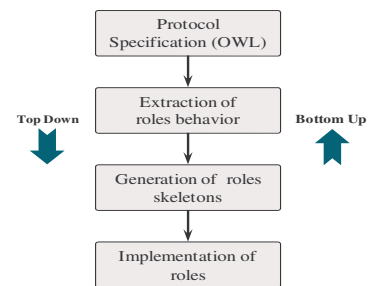 Protocol
Specification (OWL)
Extraction of
roles behavior
Top Down
Bottom Up
Generation of roles
skeletons
Implementation of
roles